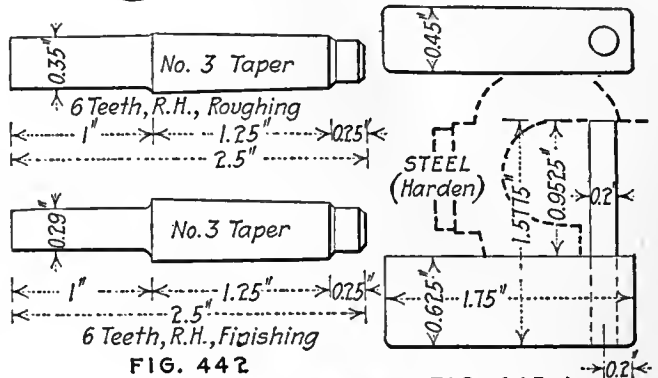 0.35"
No. 3 Taper
6 Teeth, R.H., Roughing
1" 1.25" 0.25"
2.5"
0.29"
No. 3 Taper
1" 1.25" 0.25"
2.5"
6 Teeth, R.H., Finishing
FIG. 442
0.45"
STEEL
(Harden)
1.5775"
0.9525"
0.2"
0.625"
1.75"
0.2"